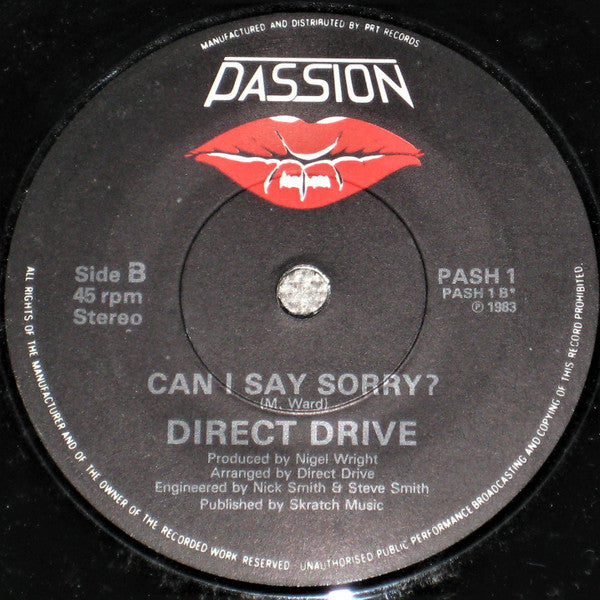 MANUFACTURED AND DISTRIBUTED BY PRT RECORDS.
PASSION
Side B
45 rpm
Stereo
PASH 1
PASH 1 B*
℗ 1983
CAN I SAY SORRY?
(M. Ward)
DIRECT DRIVE
Produced by Nigel Wright
Arranged by Direct Drive
Engineered by Nick Smith & Steve Smith
Published by Skratch Music
ALL RIGHTS OF THE MANUFACTURER AND OF THE OWNER OF THE RECORDED WORK RESERVED UNAUTHORISED PUBLIC PERFORMANCE BROADCASTING AND COPYING OF THIS RECORD PROHIBITED.